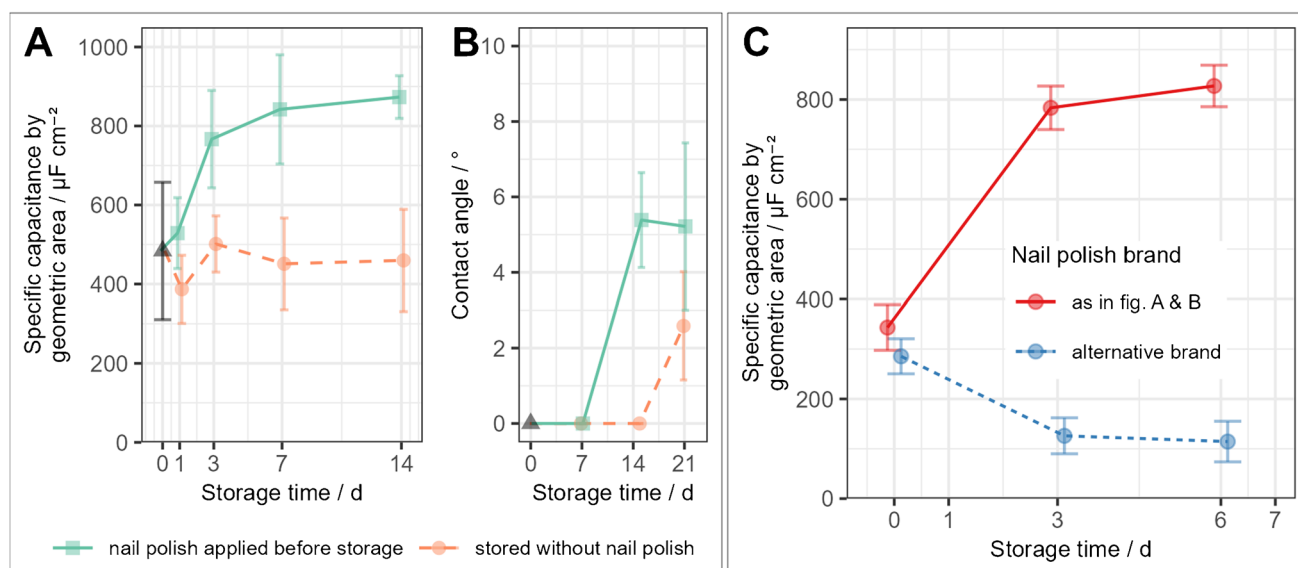 A
B
C
1000
800
600
400
200
0
Specific capacitance by
geometric area / µF cm⁻²
0 1 3 7 14
Storage time / d
10
8
6
4
2
0
Contact angle / °
0 7 14 21
Storage time / d
nail polish applied before storage
stored without nail polish
800
600
400
200
0
Specific capacitance by
geometric area / µF cm⁻²
Nail polish brand
as in fig. A & B
alternative brand
0 1 3 6 7
Storage time / d